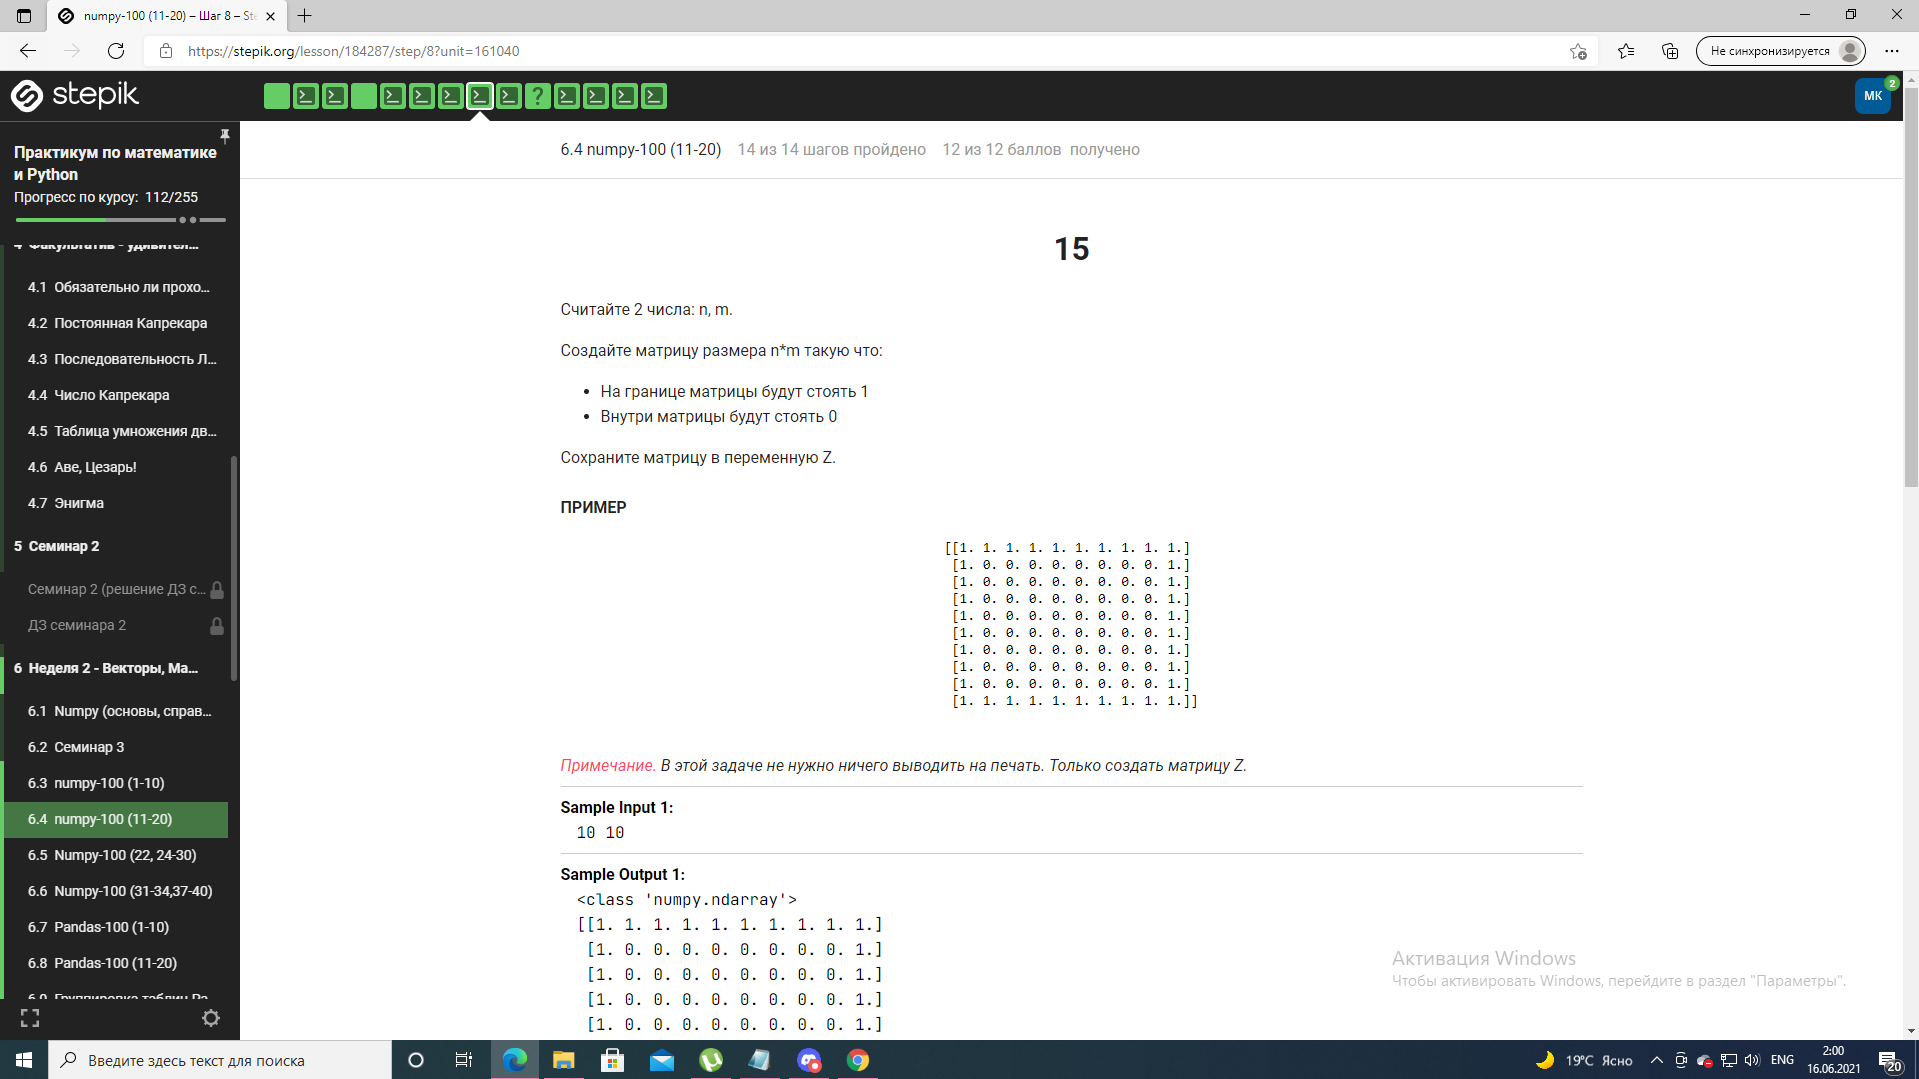 numpy-100 (11-20) – Шаг 8 – Ste
https://stepik.org/lesson/184287/step/8?unit=161040
Не синхронизируется
stepik
МК
2
Практикум по математике
и Python
Прогресс по курсу: 112/255
4 Факультатив - удивител...
4.1 Обязательно ли прохо...
4.2 Постоянная Капрекара
4.3 Последовательность Л...
4.4 Число Капрекара
4.5 Таблица умножения дв...
4.6 Аве, Цезарь!
4.7 Энигма
5 Семинар 2
Семинар 2 (решение ДЗ с...
ДЗ семинара 2
6 Неделя 2 - Векторы, Ма...
6.1 Numpy (основы, справ...
6.2 Семинар 3
6.3 numpy-100 (1-10)
6.4 numpy-100 (11-20)
6.5 Numpy-100 (22, 24-30)
6.6 Numpy-100 (31-34,37-40)
6.7 Pandas-100 (1-10)
6.8 Pandas-100 (11-20)
6.9 Группировка таблиц Pa...
6.4 numpy-100 (11-20) 14 из 14 шагов пройдено 12 из 12 баллов получено
15
Считайте 2 числа: n, m.
Создайте матрицу размера n*m такую что:
• На границе матрицы будут стоять 1
• Внутри матрицы будут стоять 0
Сохраните матрицу в переменную Z.
ПРИМЕР
[[1. 1. 1. 1. 1. 1. 1. 1. 1. 1.]
[1. 0. 0. 0. 0. 0. 0. 0. 0. 1.]
[1. 0. 0. 0. 0. 0. 0. 0. 0. 1.]
[1. 0. 0. 0. 0. 0. 0. 0. 0. 1.]
[1. 0. 0. 0. 0. 0. 0. 0. 0. 1.]
[1. 0. 0. 0. 0. 0. 0. 0. 0. 1.]
[1. 0. 0. 0. 0. 0. 0. 0. 0. 1.]
[1. 0. 0. 0. 0. 0. 0. 0. 0. 1.]
[1. 0. 0. 0. 0. 0. 0. 0. 0. 1.]
[1. 1. 1. 1. 1. 1. 1. 1. 1. 1.]]
Примечание. В этой задаче не нужно ничего выводить на печать. Только создать матрицу Z.
Sample Input 1:
10 10
Sample Output 1:
<class 'numpy.ndarray'>
[[1. 1. 1. 1. 1. 1. 1. 1. 1. 1.]
[1. 0. 0. 0. 0. 0. 0. 0. 0. 1.]
[1. 0. 0. 0. 0. 0. 0. 0. 0. 1.]
[1. 0. 0. 0. 0. 0. 0. 0. 0. 1.]
[1. 0. 0. 0. 0. 0. 0. 0. 0. 1.]
Активация Windows
Чтобы активировать Windows, перейдите в раздел "Параметры".
Введите здесь текст для поиска
19°C Ясно
ENG
2:00
16.06.2021
20